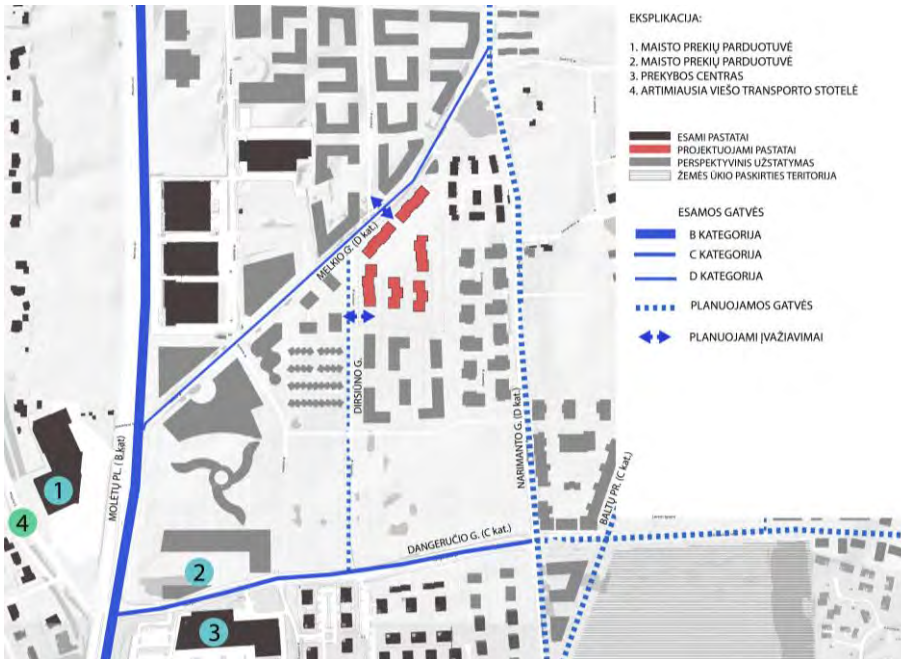 EKSPLIKACIJA:
1. MAISTO PREKIŲ PARDUOTUVĖ
2. MAISTO PREKIŲ PARDUOTUVĖ
3. PREKYBOS CENTRAS
4. ARTIMIAUSIA VIEŠO TRANSPORTO STOTELĖ
ESAMI PASTATAI
PROJEKTUOJAMI PASTATAI
PERSPEKTYVINIS UŽSTATYMAS
ŽEMĖS ŪKIO PASKIRTIES TERITORIJA
ESAMOS GATVĖS
B KATEGORIJA
C KATEGORIJA
D KATEGORIJA
PLANUOJAMOS GATVĖS
PLANUOJAMI ĮVAŽIAVIMAI
MELKIO G. (D kat.)
DIRSIŪNO G.
NARIMANTO G. (D kat.)
MOLĖTŲ PL. ( B.kat)
BALTŲ PR. (C kat.)
DANGERUČIO G. (C kat.)
1
4
2
3